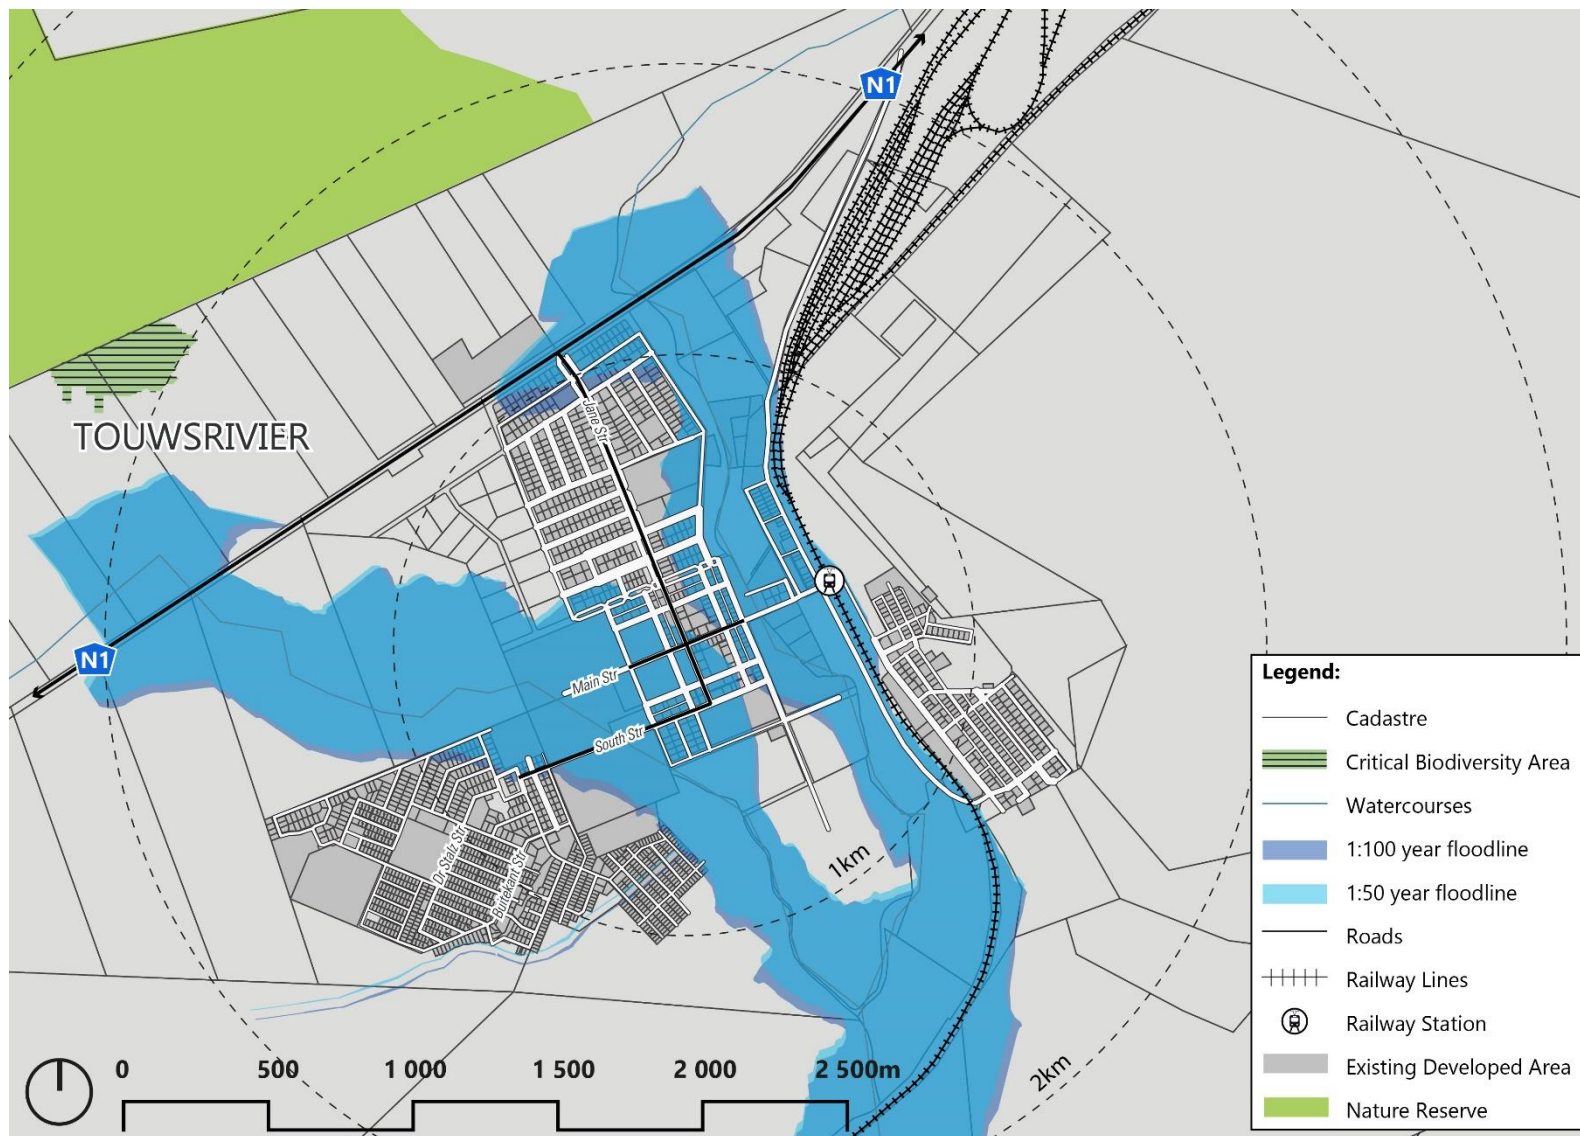 N1
Jane Str
TOUWSRIVIER
N1
Main Str
South Str
Dr Stalz Str
Buitekant Str
1km
2km
0 500 1 000 1 500 2 000 2 500m
Legend:
Cadastre
Critical Biodiversity Area
Watercourses
1:100 year floodline
1:50 year floodline
Roads
Railway Lines
Railway Station
Existing Developed Area
Nature Reserve